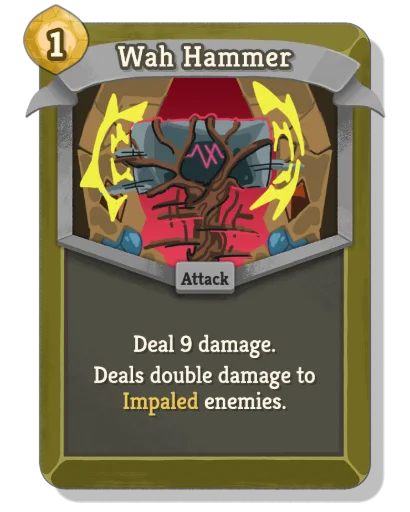 1
Wah Hammer
Attack
Deal 9 damage.
Deals double damage to
Impaled enemies.